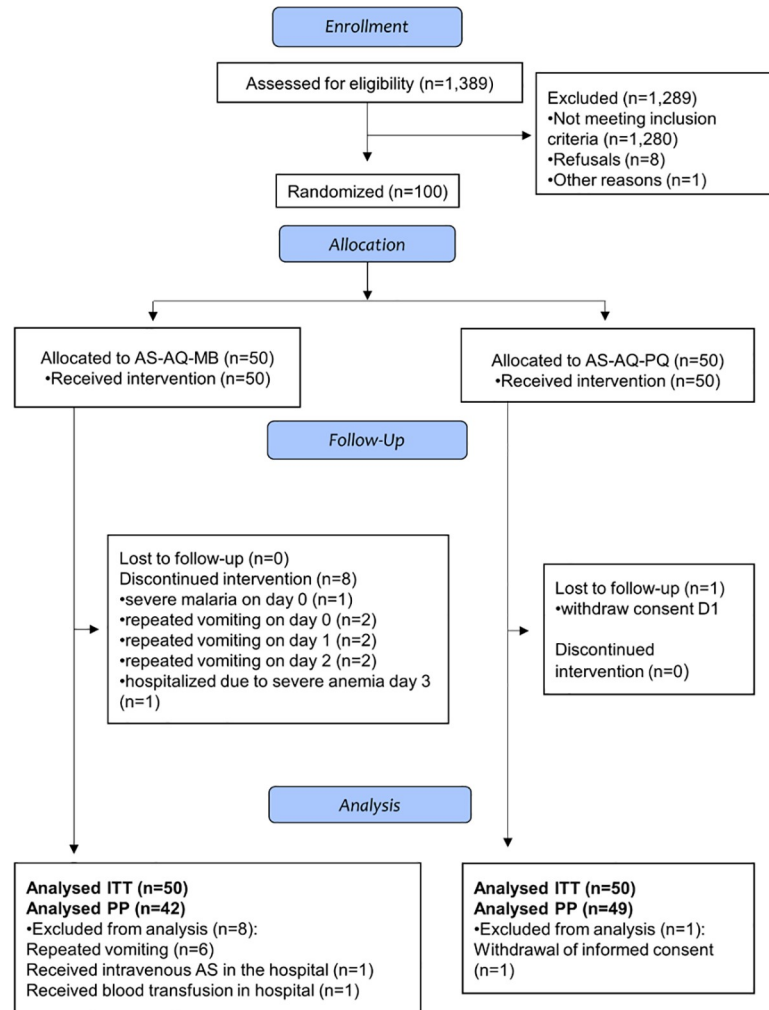 Enrollment
Assessed for eligibility (n=1,389)
Excluded (n=1,289)
•Not meeting inclusion
criteria (n=1,280)
•Refusals (n=8)
•Other reasons (n=1)
Randomized (n=100)
Allocation
Allocated to AS-AQ-MB (n=50)
•Received intervention (n=50)
Allocated to AS-AQ-PQ (n=50)
•Received intervention (n=50)
Follow-Up
Lost to follow-up (n=0)
Discontinued intervention (n=8)
•severe malaria on day 0 (n=1)
•repeated vomiting on day 0 (n=2)
•repeated vomiting on day 1 (n=2)
•repeated vomiting on day 2 (n=2)
•hospitalized due to severe anemia day 3
(n=1)
Lost to follow-up (n=1)
•withdraw consent D1
Discontinued
intervention (n=0)
Analysis
Analysed ITT (n=50)
Analysed PP (n=42)
•Excluded from analysis (n=8):
Repeated vomiting (n=6)
Received intravenous AS in the hospital (n=1)
Received blood transfusion in hospital (n=1)
Analysed ITT (n=50)
Analysed PP (n=49)
•Excluded from analysis (n=1):
Withdrawal of informed consent
(n=1)